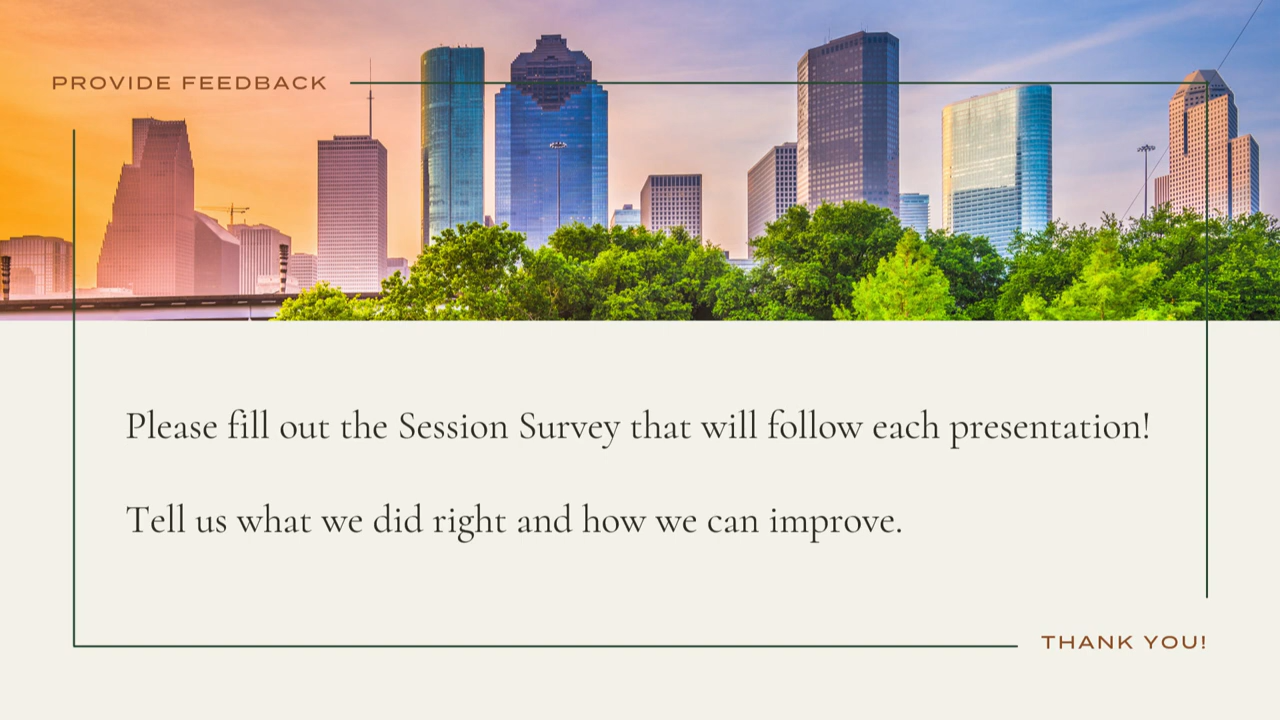 PROVIDE FEEDBACK
Please fill out the Session Survey that will follow each presentation!
Tell us what we did right and how we can improve.
THANK YOU!